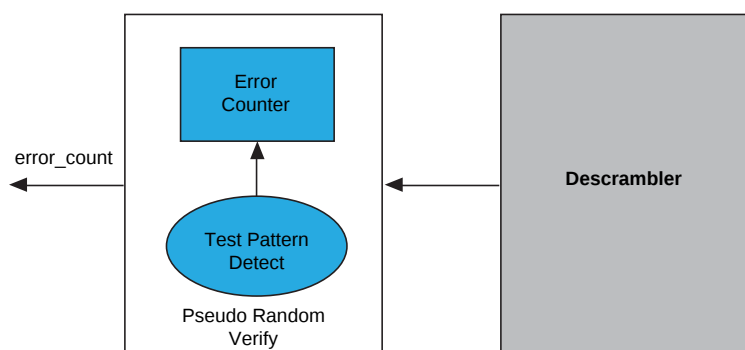 Error
Counter
error_count
Descrambler
Test Pattern
Detect
Pseudo Random
Verify